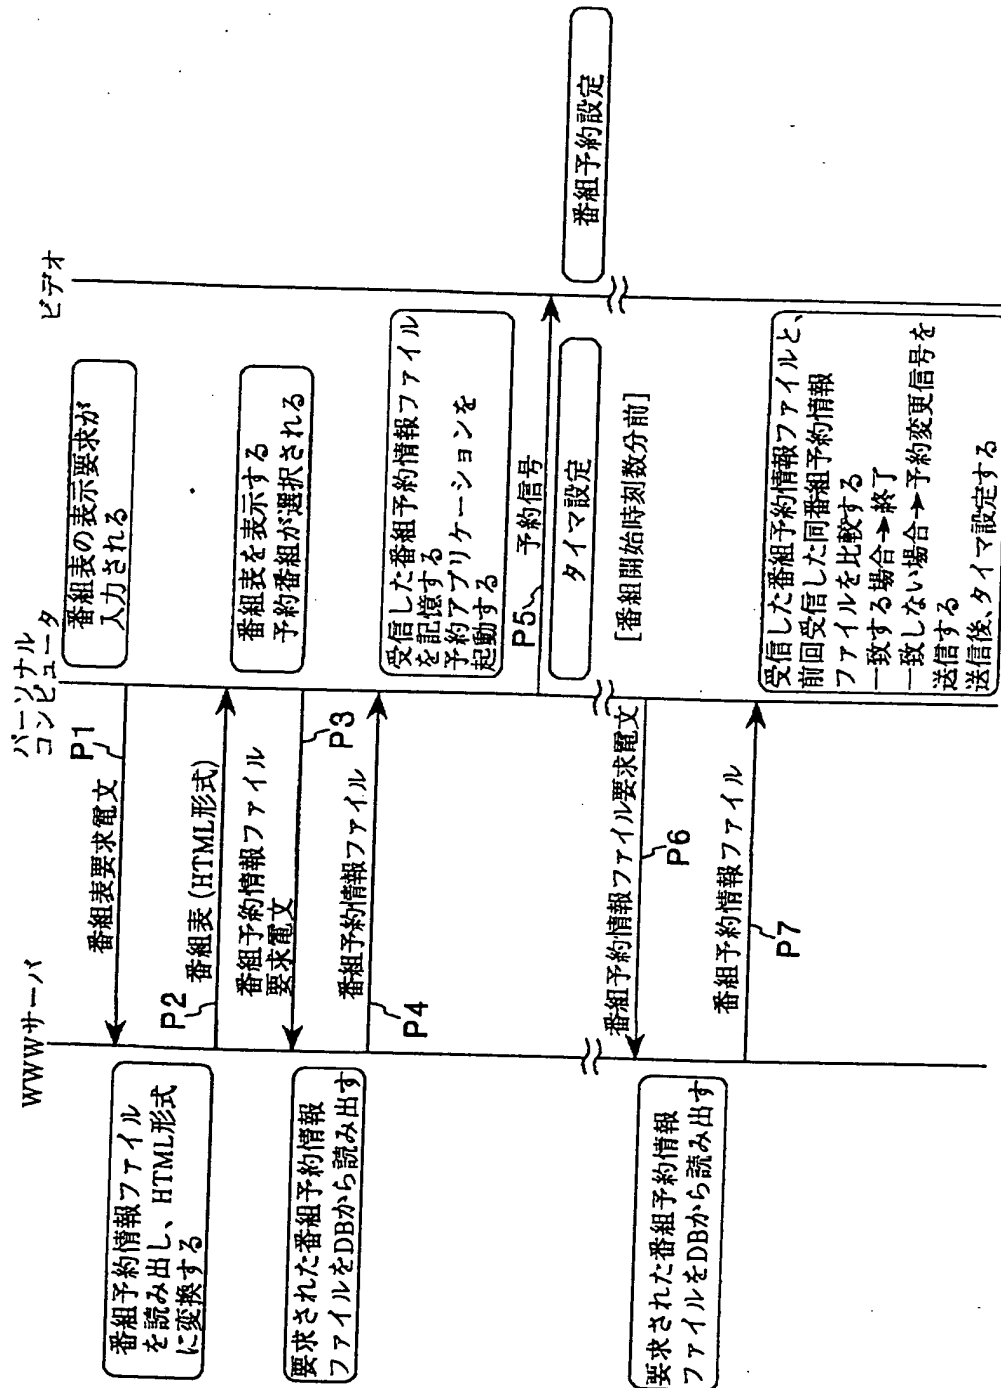 WWWサーバ
パーソナル
コンピュータ
ビデオ
番組表の表示要求が
入力される
P1
番組表要求電文
番組予約情報ファイル
を読み出し、HTML形式
に変換する
P2
番組表(HTML形式)
番組表を表示する
予約番組が選択される
番組予約情報ファイル
要求電文
P3
要求された番組予約情報
ファイルをDBから読み出す
P4
番組予約情報ファイル
受信した番組予約情報ファイル
を記憶する
予約アプリケーションを
起動する
P5
予約信号
番組予約設定
タイマ設定
[番組開始時刻数分前]
番組予約情報ファイル要求電文
P6
要求された番組予約情報
ファイルをDBから読み出す
番組予約情報ファイル
P7
受信した番組予約情報ファイルと、
前回受信した同番組予約情報
ファイルを比較する
一致する場合→終了
一致しない場合→予約変更信号を
送信する
送信後、タイマ設定する